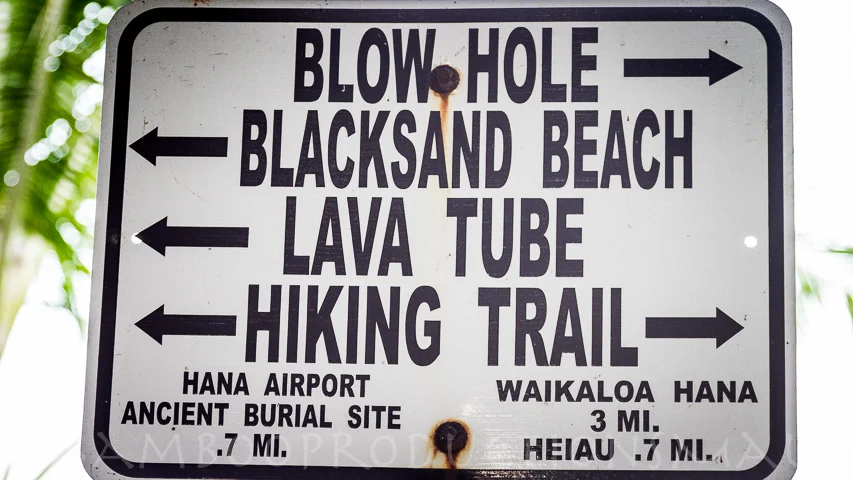 BLOW HOLE
BLACKSAND BEACH
LAVA TUBE
HIKING TRAIL
HANA AIRPORT
ANCIENT BURIAL SITE
.7 MI.
WAIKALOA HANA
3 MI.
HEIAU .7 MI.